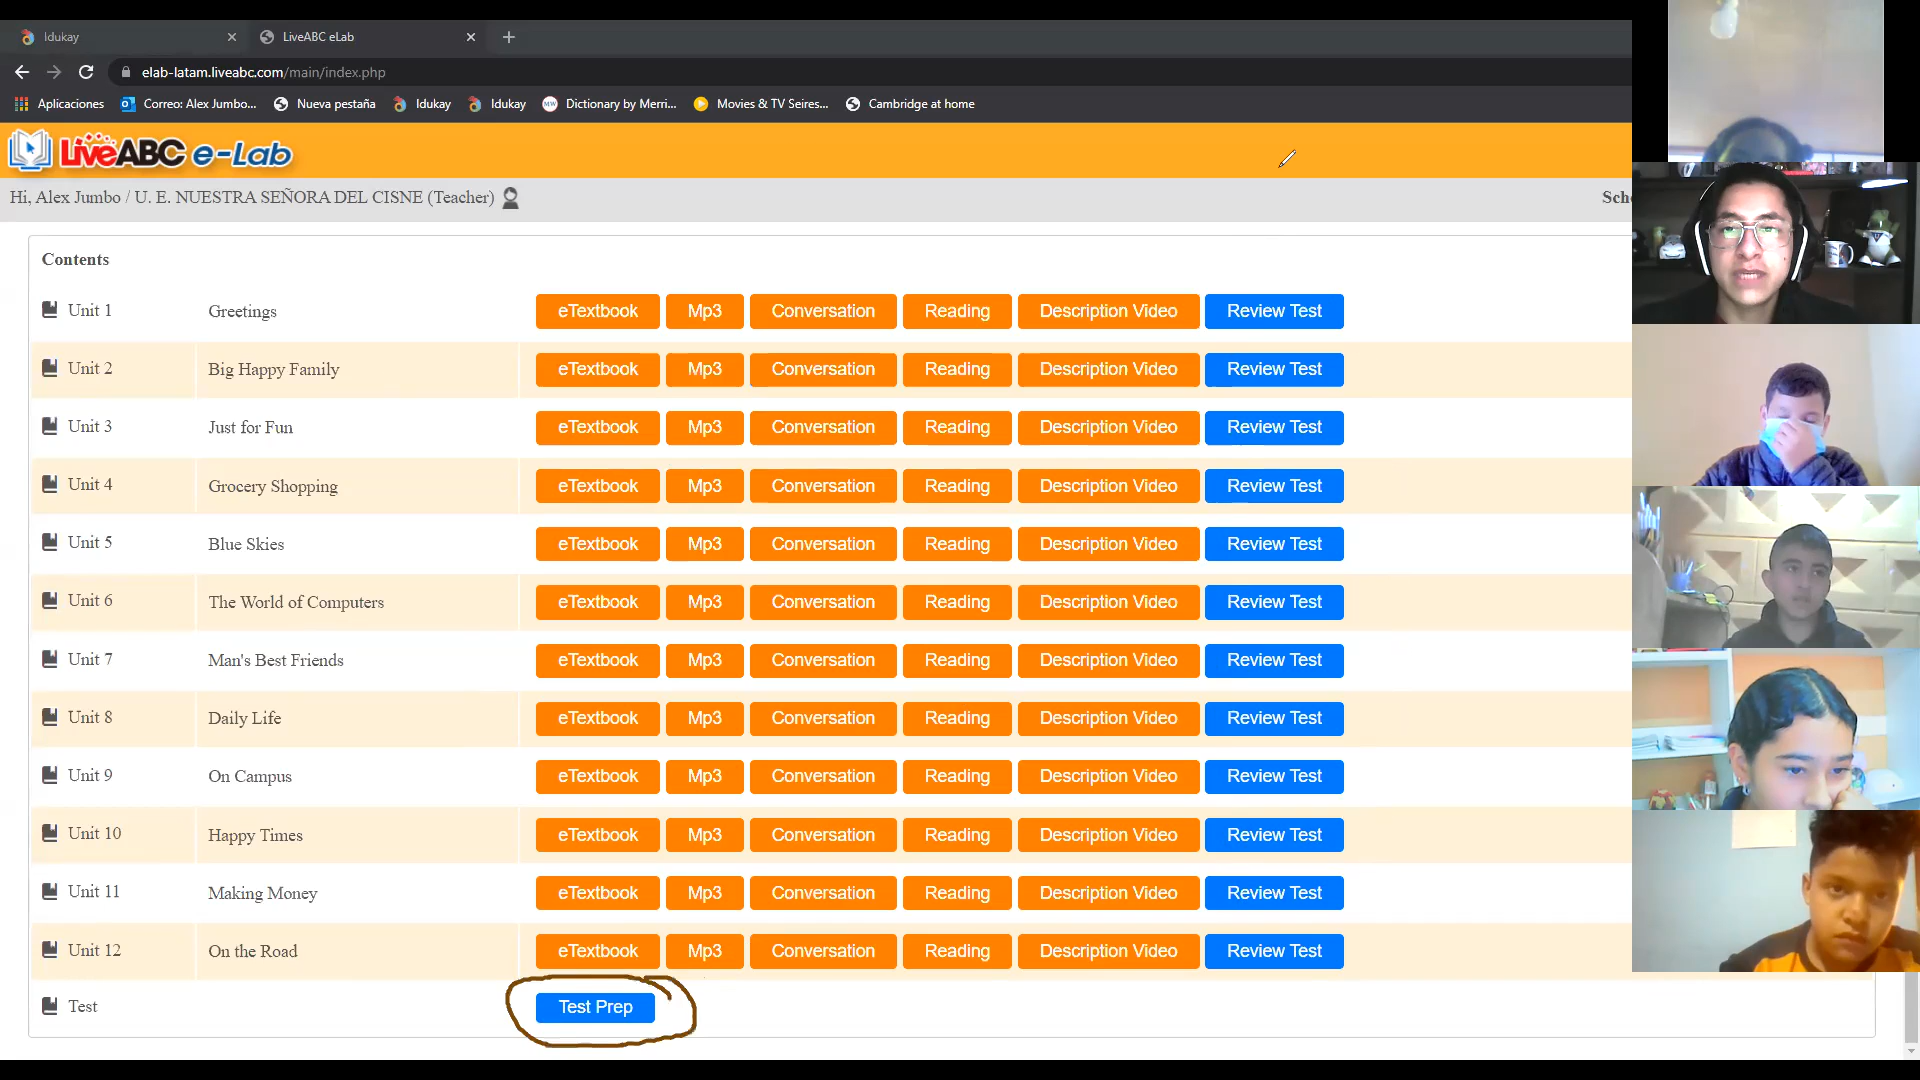 Idukay
LiveABC eLab
elab-latam.liveabc.com/main/index.php
Aplicaciones Correo: Alex Jumbo... Nueva pestaña Idukay Idukay Dictionary by Merri... Movies & TV Seires... Cambridge at home
LiveABC e-Lab
Hi, Alex Jumbo / U. E. NUESTRA SEÑORA DEL CISNE (Teacher)
Contents
Unit 1 Greetings eTextbook Mp3 Conversation Reading Description Video Review Test
Unit 2 Big Happy Family eTextbook Mp3 Conversation Reading Description Video Review Test
Unit 3 Just for Fun eTextbook Mp3 Conversation Reading Description Video Review Test
Unit 4 Grocery Shopping eTextbook Mp3 Conversation Reading Description Video Review Test
Unit 5 Blue Skies eTextbook Mp3 Conversation Reading Description Video Review Test
Unit 6 The World of Computers eTextbook Mp3 Conversation Reading Description Video Review Test
Unit 7 Man's Best Friends eTextbook Mp3 Conversation Reading Description Video Review Test
Unit 8 Daily Life eTextbook Mp3 Conversation Reading Description Video Review Test
Unit 9 On Campus eTextbook Mp3 Conversation Reading Description Video Review Test
Unit 10 Happy Times eTextbook Mp3 Conversation Reading Description Video Review Test
Unit 11 Making Money eTextbook Mp3 Conversation Reading Description Video Review Test
Unit 12 On the Road eTextbook Mp3 Conversation Reading Description Video Review Test
Test Test Prep